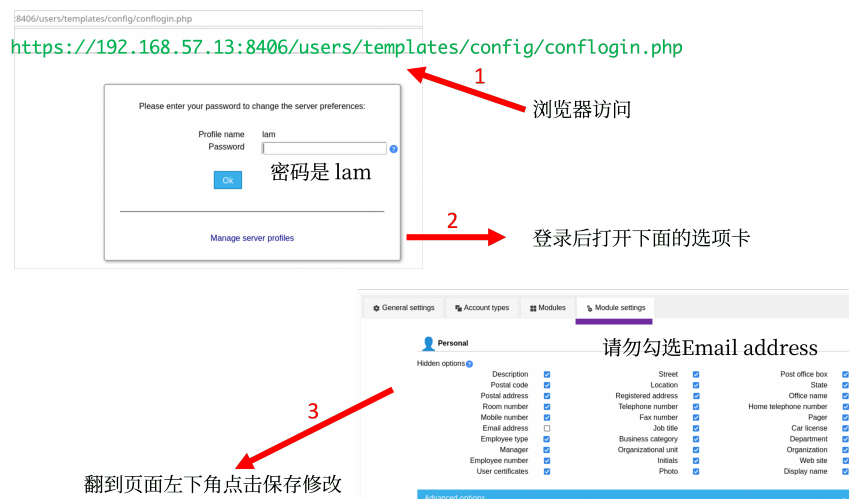 :8406/users/templates/config/conflogin.php
https://192.168.57.13:8406/users/templates/config/conflogin.php
1
浏览器访问
Please enter your password to change the server preferences:
Profile name lam
Password
密码是 lam
Ok
2
登录后打开下面的选项卡
Manage server profiles
General settings Account types Modules Module settings
Personal
请勿勾选Email address
Hidden options
Description Street Post office box
Postal code Location State
Postal address Registered address Office name
Room number Telephone number Home telephone number
Mobile number Fax number Pager
Email address Job title Car license
Employee type Business category Department
Manager Organizational unit Organization
Employee number Initials Web site
User certificates Photo Display name
3
翻到页面左下角点击保存修改
Advanced options